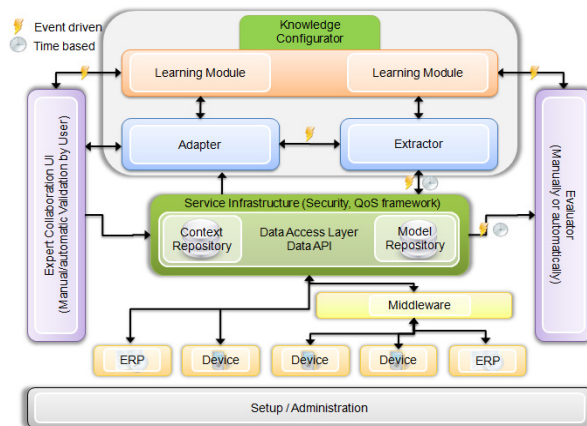 Event driven
Time based
Knowledge
Configurator
Learning Module
Learning Module
Adapter
Extractor
Expert Collaboration UI
(Manual/automatic Validation by User)
Evaluator
(Manually or automatically)
Service Infrastructure (Security, QoS framework)
Context
Repository
Data Access Layer
Data API
Model
Repository
Middleware
ERP
Device
Device
Device
ERP
Setup / Administration